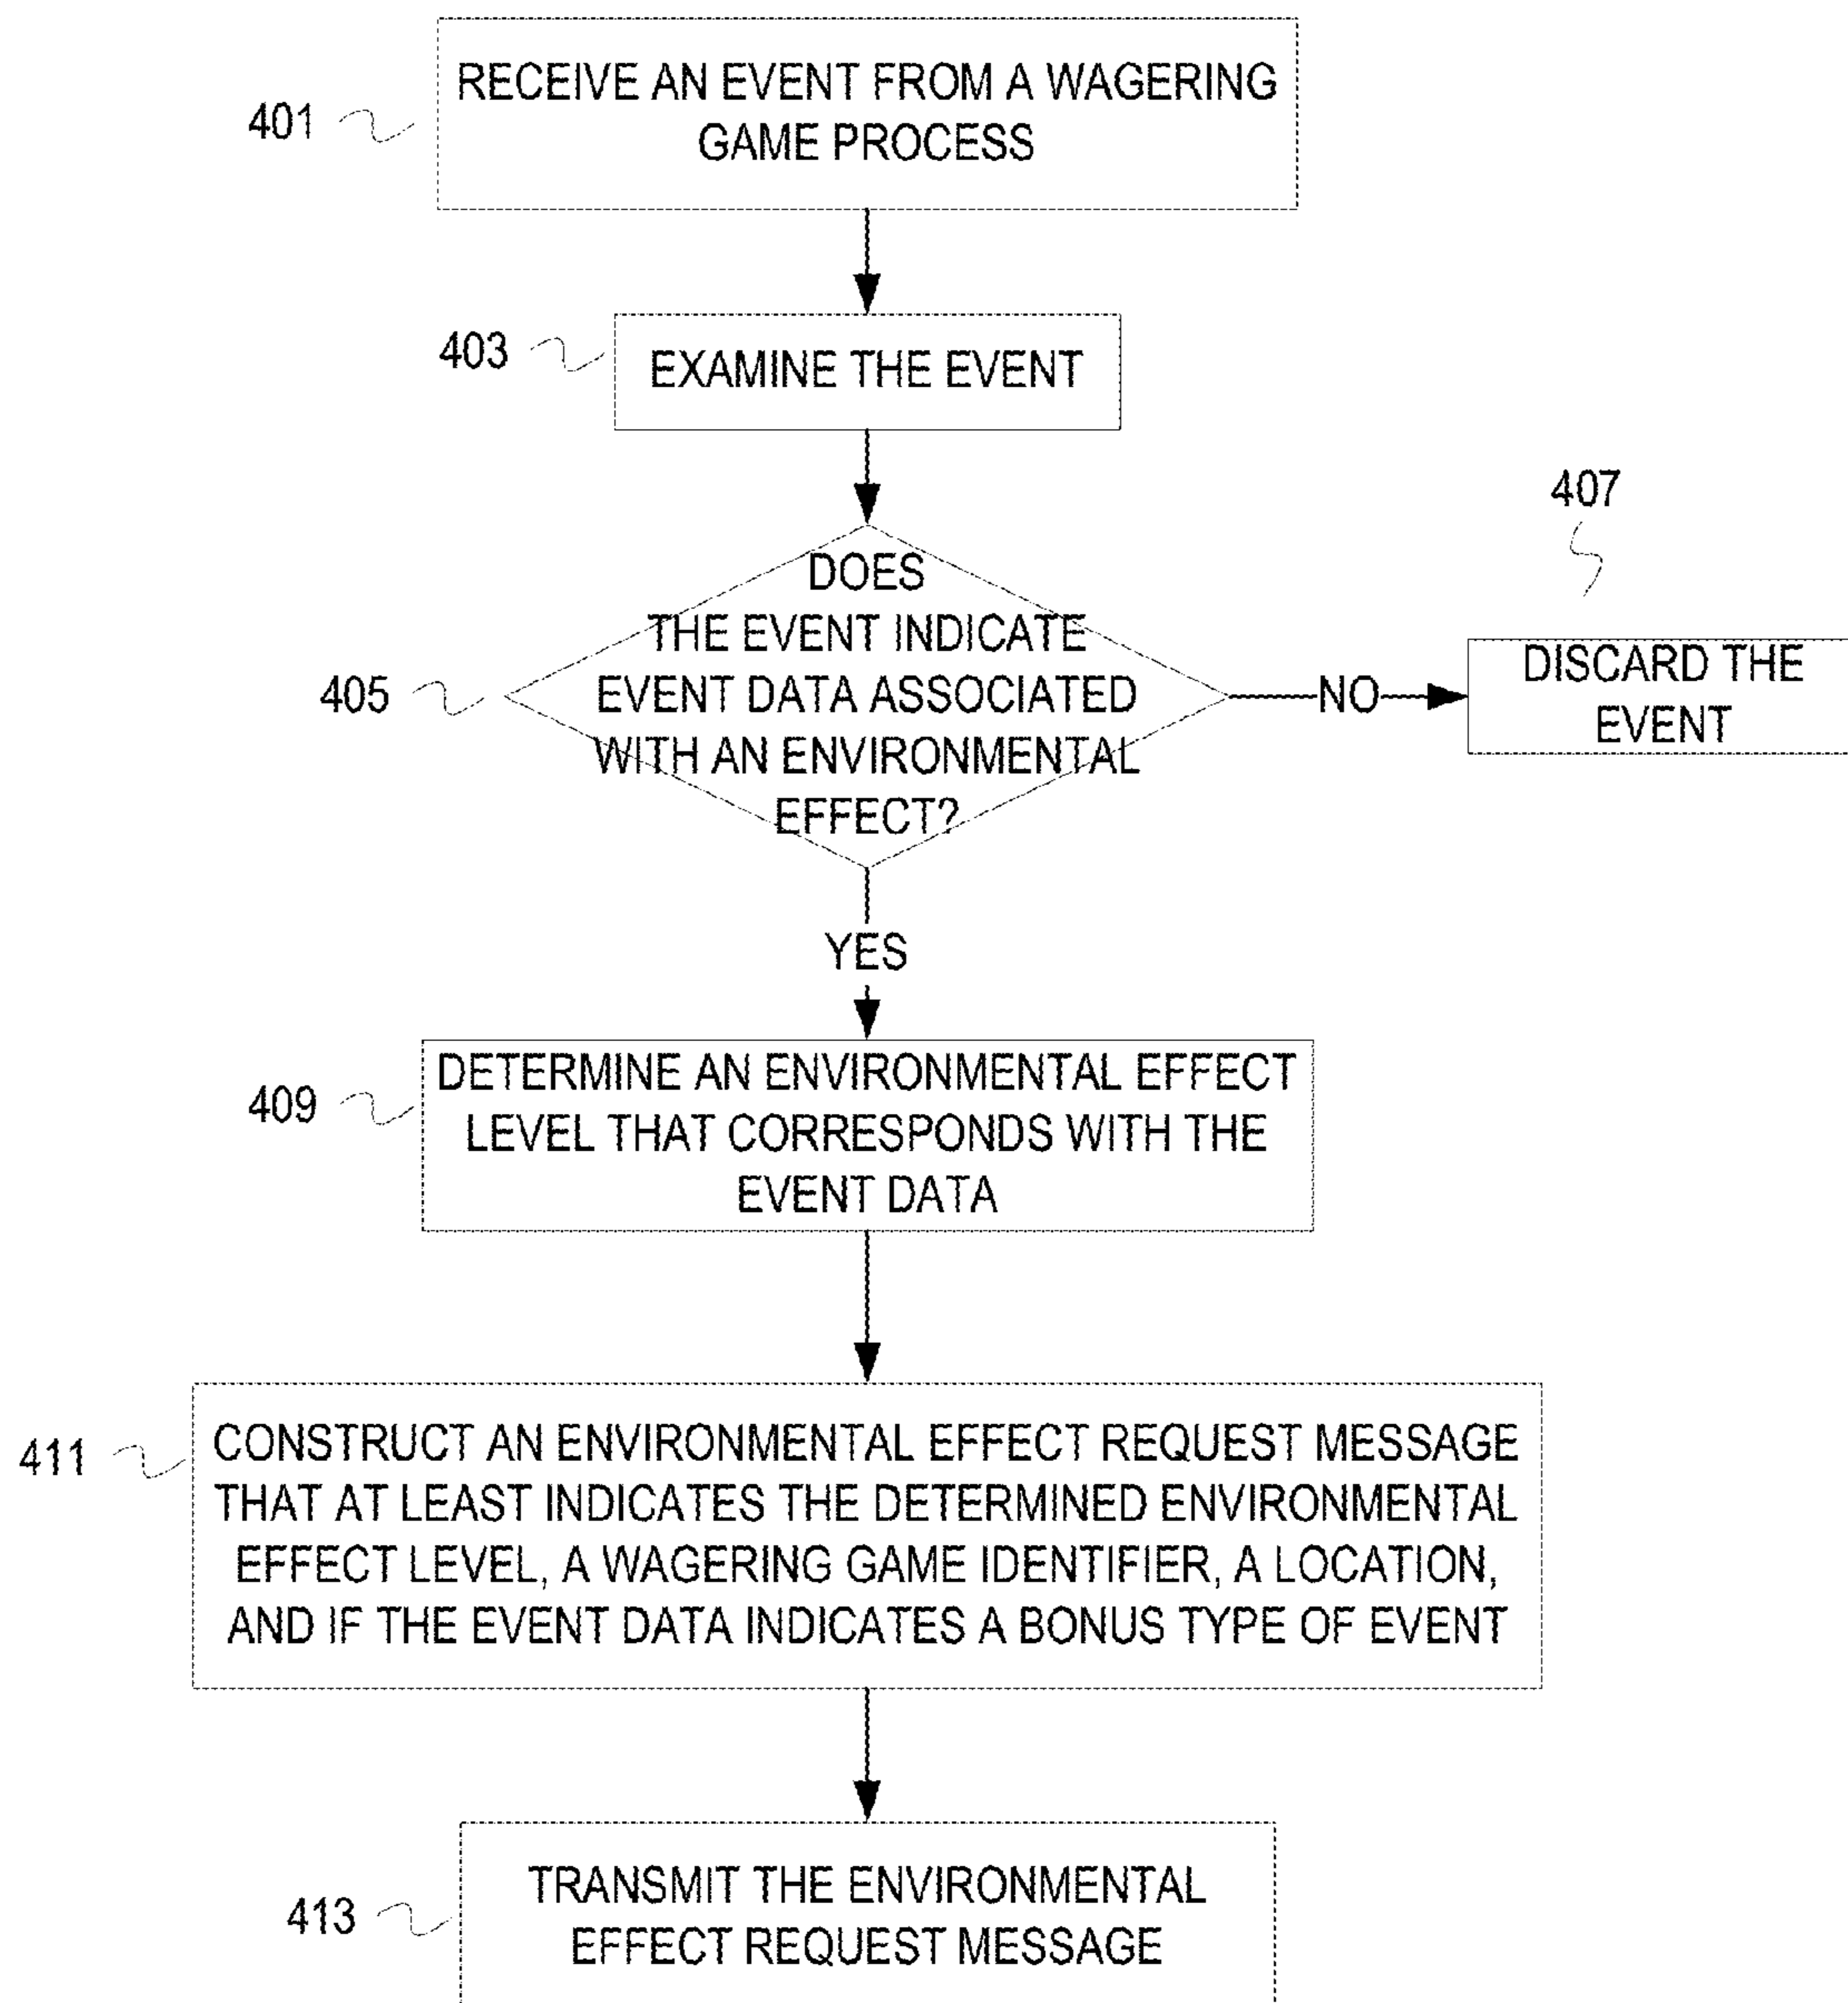 401
RECEIVE AN EVENT FROM A WAGERING
GAME PROCESS
403
EXAMINE THE EVENT
405
DOES
THE EVENT INDICATE
EVENT DATA ASSOCIATED
WITH AN ENVIRONMENTAL
EFFECT?
NO
407
DISCARD THE
EVENT
YES
409
DETERMINE AN ENVIRONMENTAL EFFECT
LEVEL THAT CORRESPONDS WITH THE
EVENT DATA
411
CONSTRUCT AN ENVIRONMENTAL EFFECT REQUEST MESSAGE
THAT AT LEAST INDICATES THE DETERMINED ENVIRONMENTAL
EFFECT LEVEL, A WAGERING GAME IDENTIFIER, A LOCATION,
AND IF THE EVENT DATA INDICATES A BONUS TYPE OF EVENT
413
TRANSMIT THE ENVIRONMENTAL
EFFECT REQUEST MESSAGE